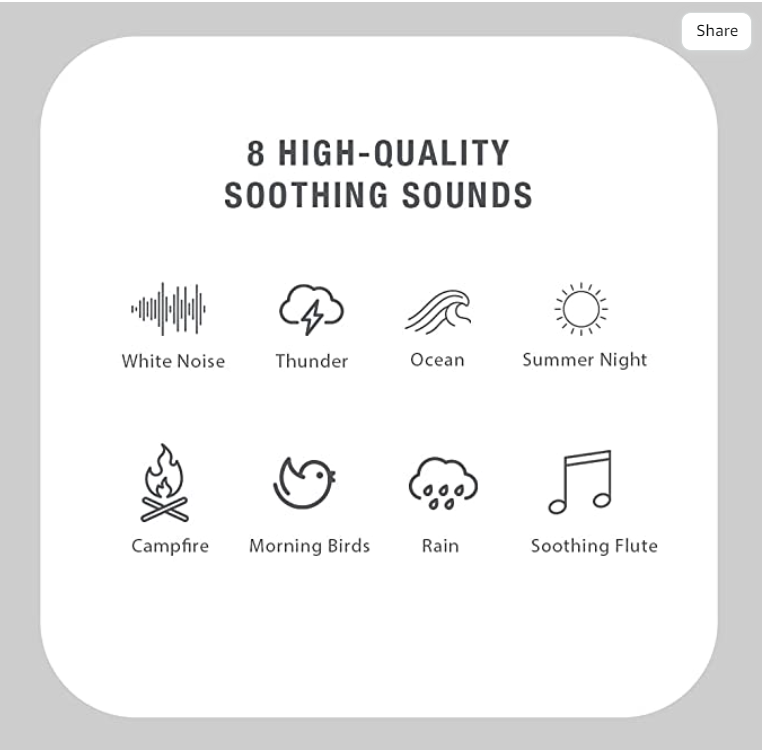 Share
8 HIGH-QUALITY
SOOTHING SOUNDS
White Noise Thunder Ocean Summer Night
Campfire Morning Birds Rain Soothing Flute